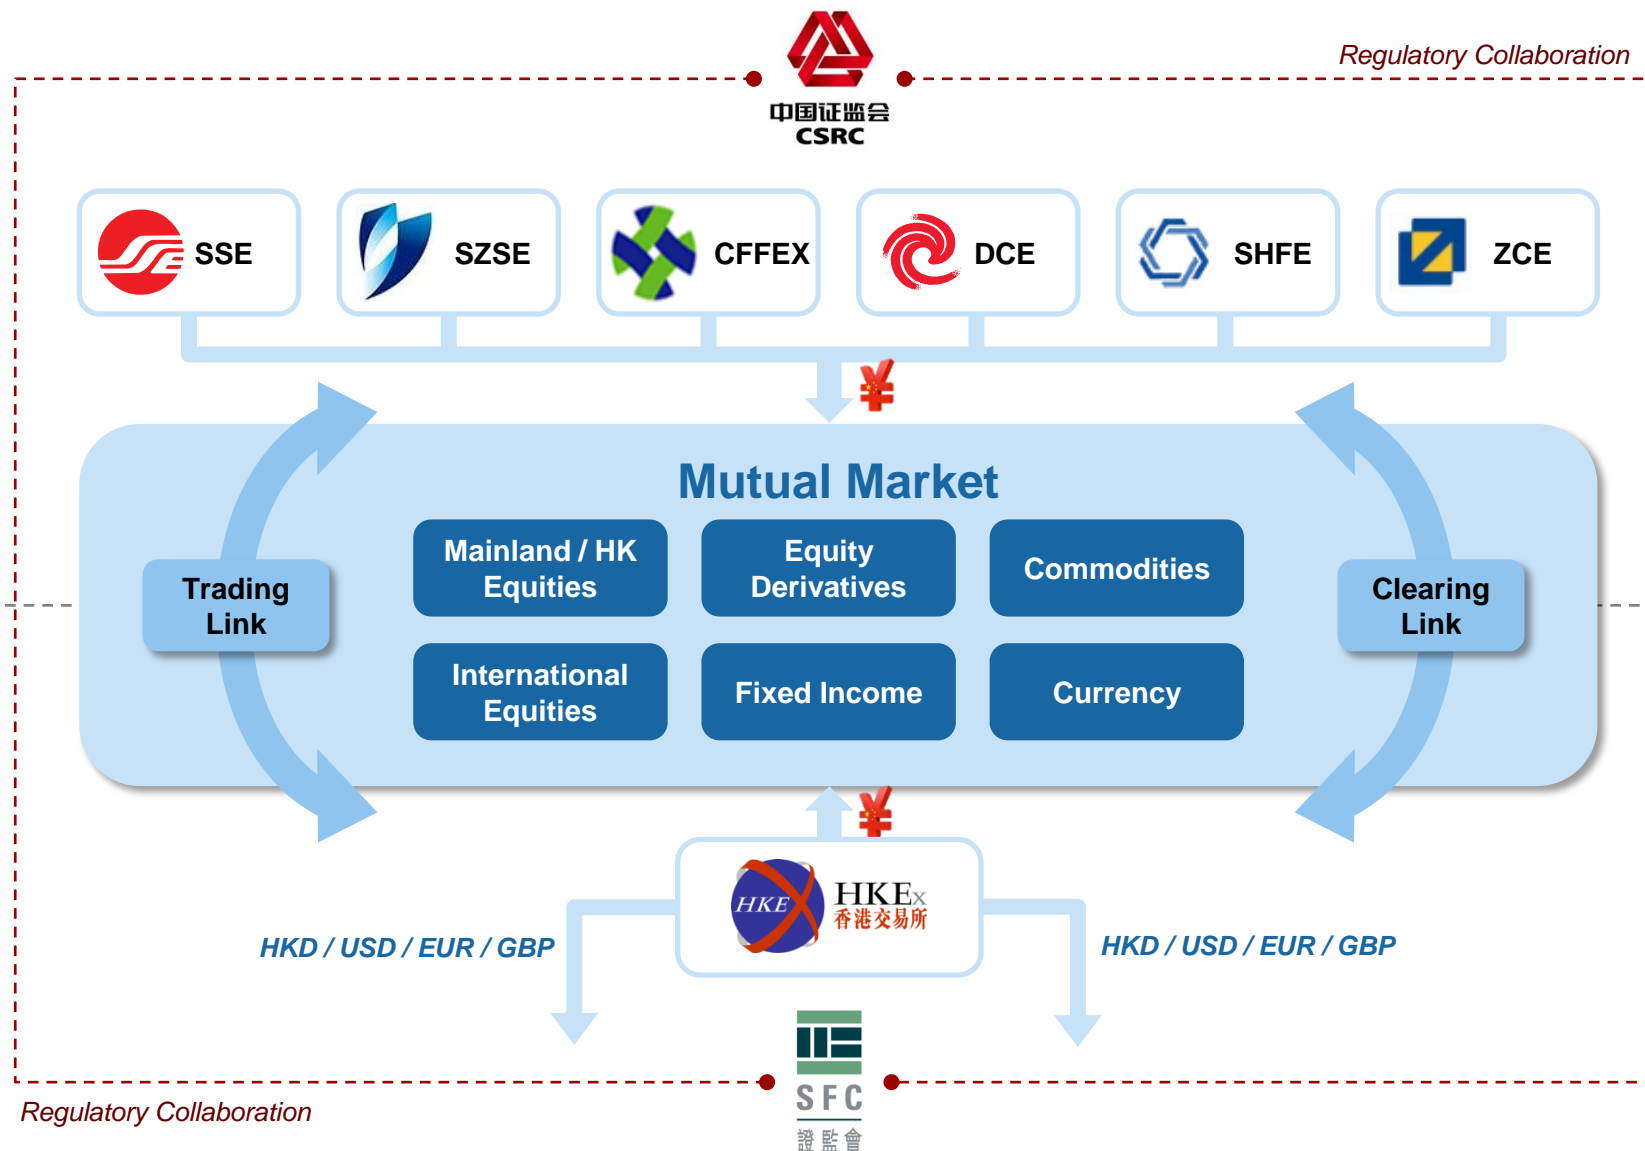 Regulatory Collaboration
中国证监会
CSRC
SSE
SZSE
CFFEX
DCE
SHFE
ZCE
¥
Mutual Market
Mainland / HK
Equities
Equity
Derivatives
Commodities
Trading
Link
Clearing
Link
International
Equities
Fixed Income
Currency
¥
HKE
HKEx
香港交易所
HKD / USD / EUR / GBP
HKD / USD / EUR / GBP
SFC
證監會
Regulatory Collaboration